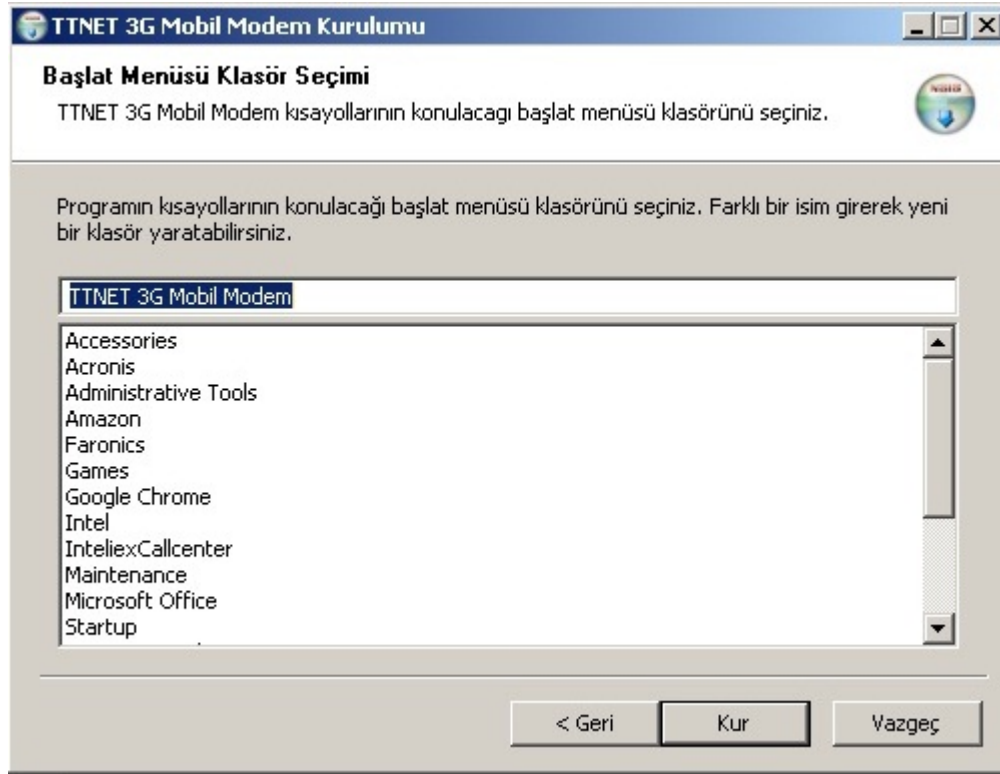 TTNET 3G Mobil Modem Kurulumu
Başlat Menüsü Klasör Seçimi
TTNET 3G Mobil Modem kısayollarının konulacagı başlat menüsü klasörünü seçiniz.
Programın kısayollarının konulacağı başlat menüsü klasörünü seçiniz. Farklı bir isim girerek yeni
bir klasör yaratabilirsiniz.
TTNET 3G Mobil Modem
Accessories
Acronis
Administrative Tools
Amazon
Faronics
Games
Google Chrome
Intel
InteliexCallcenter
Maintenance
Microsoft Office
Startup
< Geri
Kur
Vazgeç